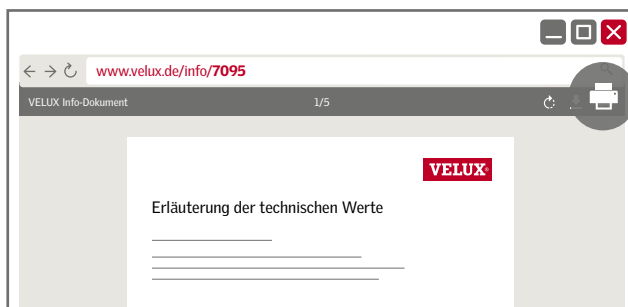 www.velux.de/info/7095
VELUX Info-Dokument 1/5
VELUX®
Erläuterung der technischen Werte